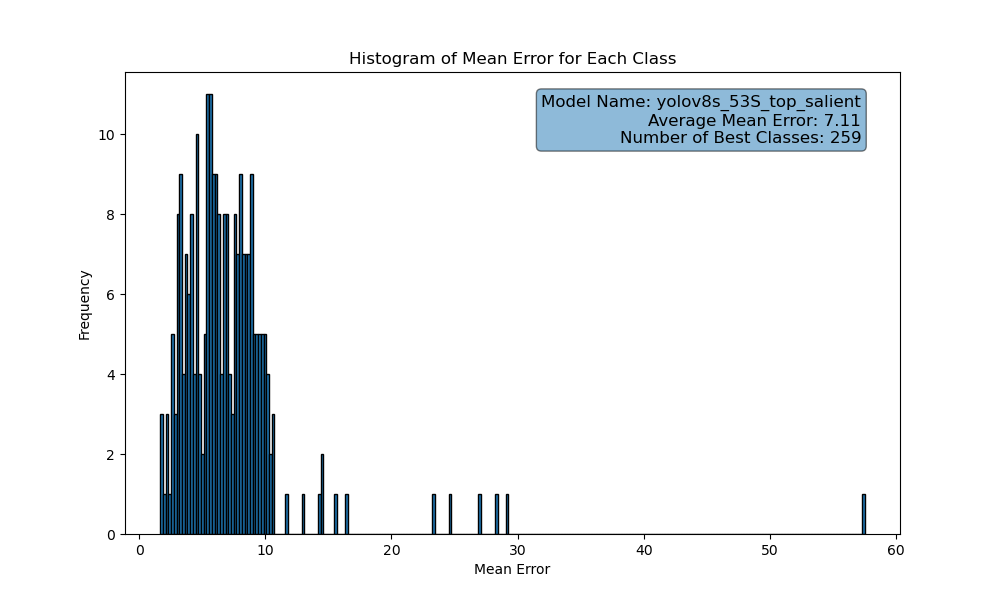 Histogram of Mean Error for Each Class
Model Name: yolov8s_53S_top_salient
Average Mean Error: 7.11
Number of Best Classes: 259
Frequency
10
8
6
4
2
0
0 10 20 30 40 50 60
Mean Error